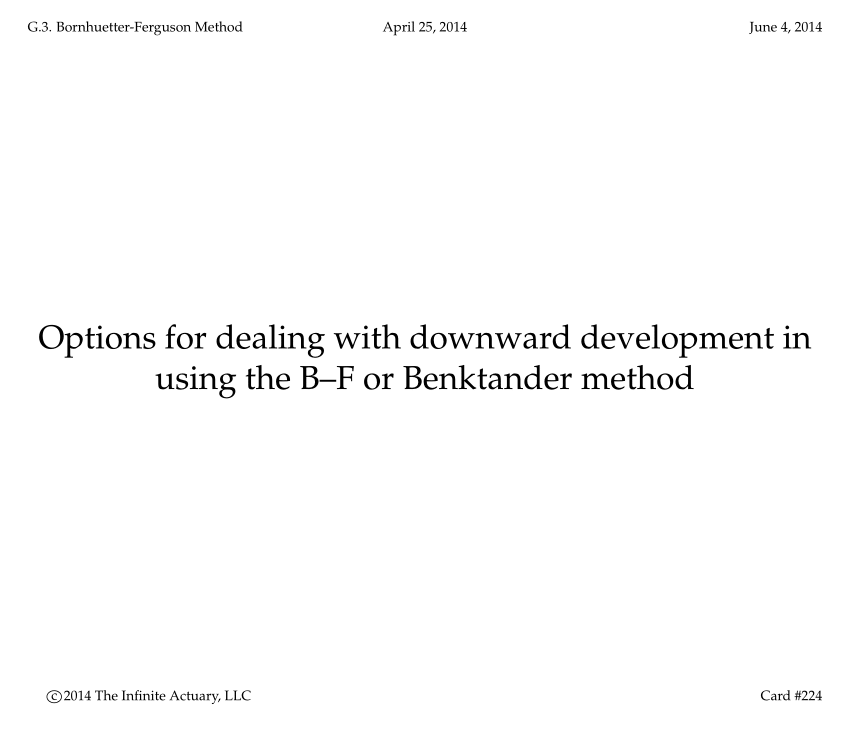 G.3. Bornhuetter-Ferguson Method April 25, 2014 June 4, 2014
Options for dealing with downward development in
using the B–F or Benktander method
©2014 The Infinite Actuary, LLC Card #224